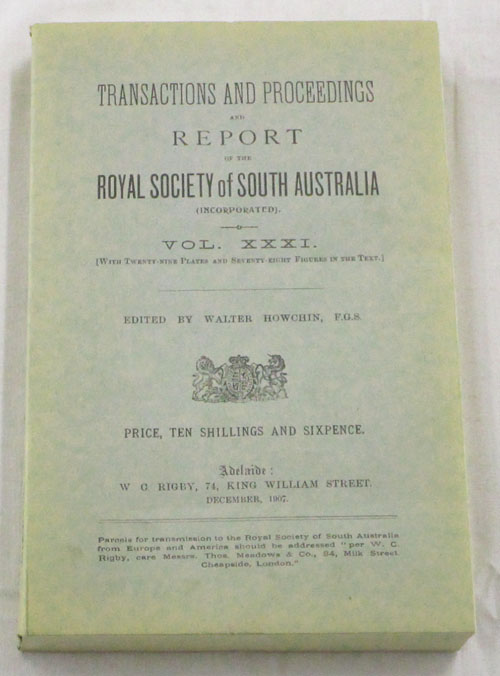 TRANSACTIONS AND PROCEEDINGS
AND
REPORT
OF THE
ROYAL SOCIETY of SOUTH AUSTRALIA
(INCORPORATED).
VOL. XXXI.
[WITH TWENTY-NINE PLATES AND SEVENTY-EIGHT FIGURES IN THE TEXT.]
EDITED BY WALTER HOWCHIN, F.G.S.
PRICE, TEN SHILLINGS AND SIXPENCE.
Adelaide:
W C RIGBY, 74, KING WILLIAM STREET.
DECEMBER, 1907.
Parcels for transmission to the Royal Society of South Australia
from Europe and America should be addressed "per W. C.
Rigby, care Messrs. Thos. Meadows & Co., 34, Milk Street
Cheapside, London."